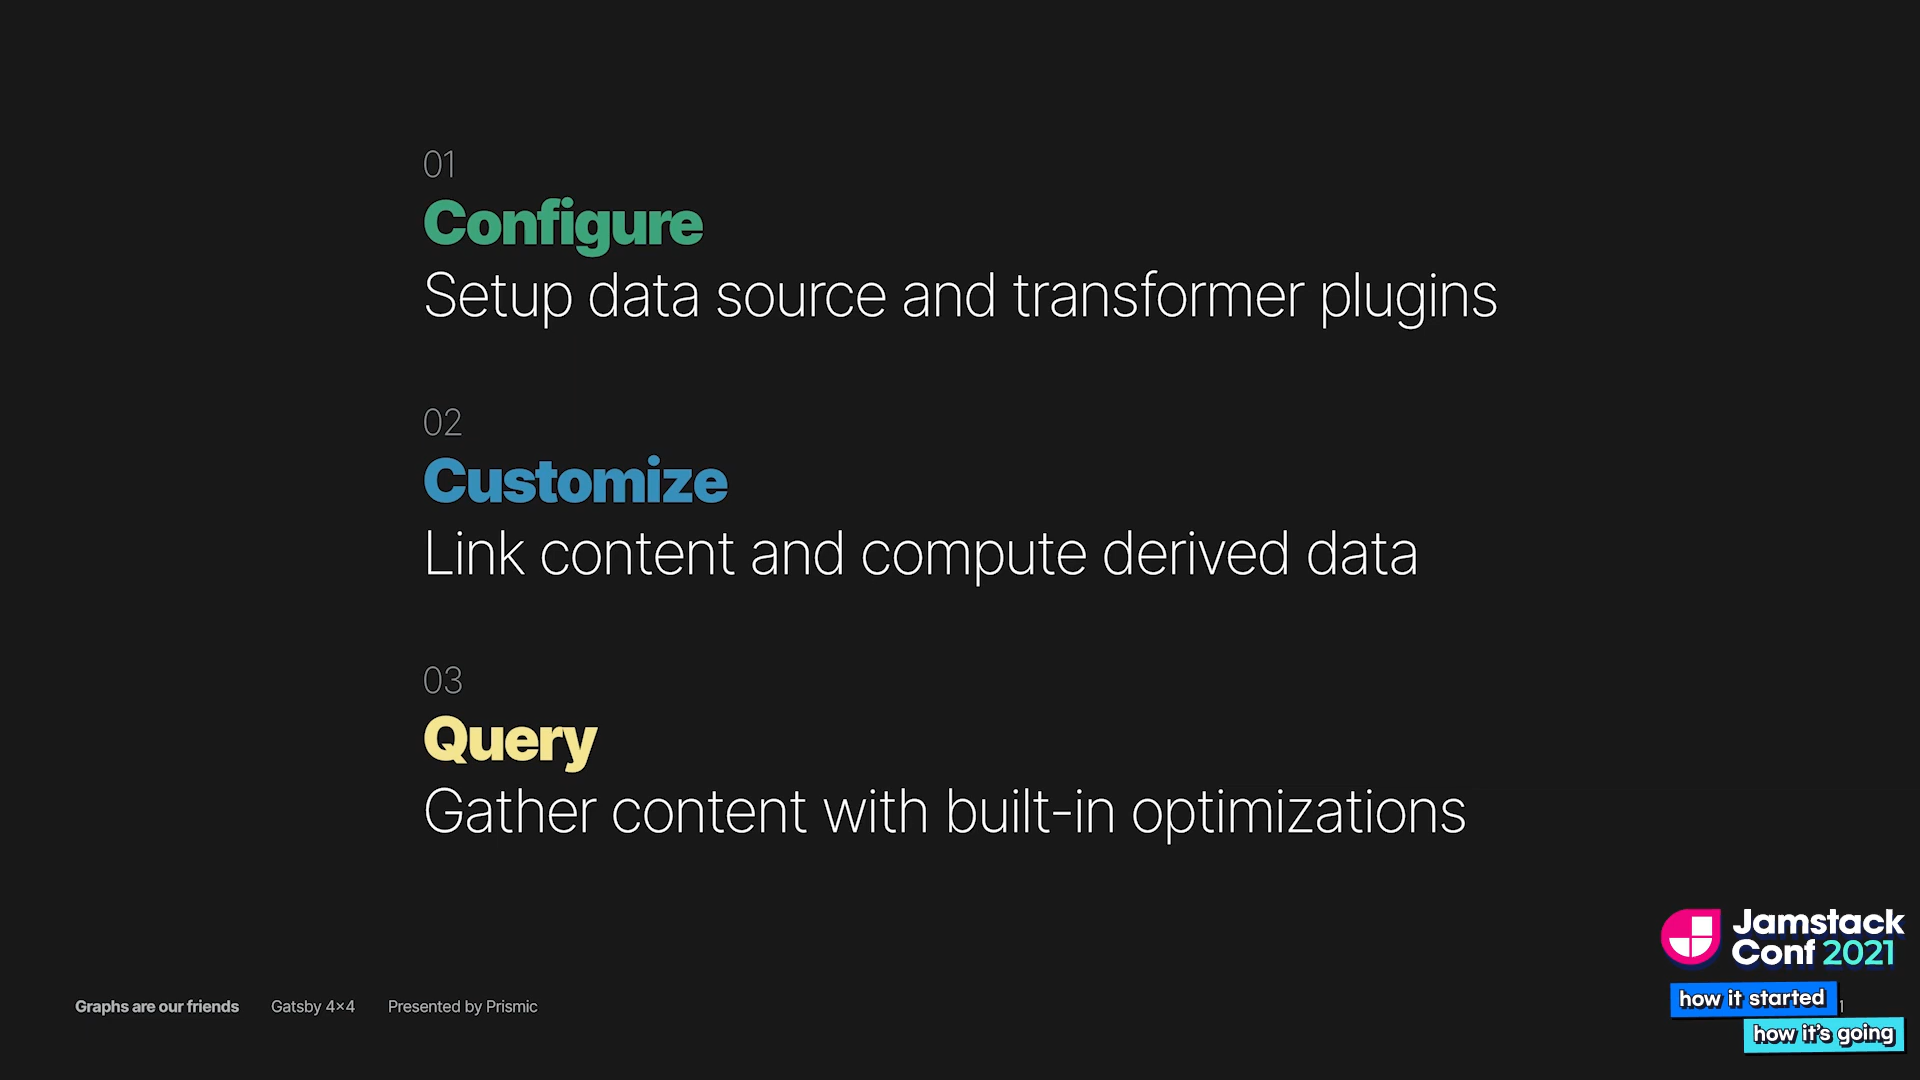 01
Configure
Setup data source and transformer plugins
02
Customize
Link content and compute derived data
03
Query
Gather content with built-in optimizations
Graphs are our friends Gatsby 4×4 Presented by Prismic
Jamstack
Conf 2021
how it started
how it's going